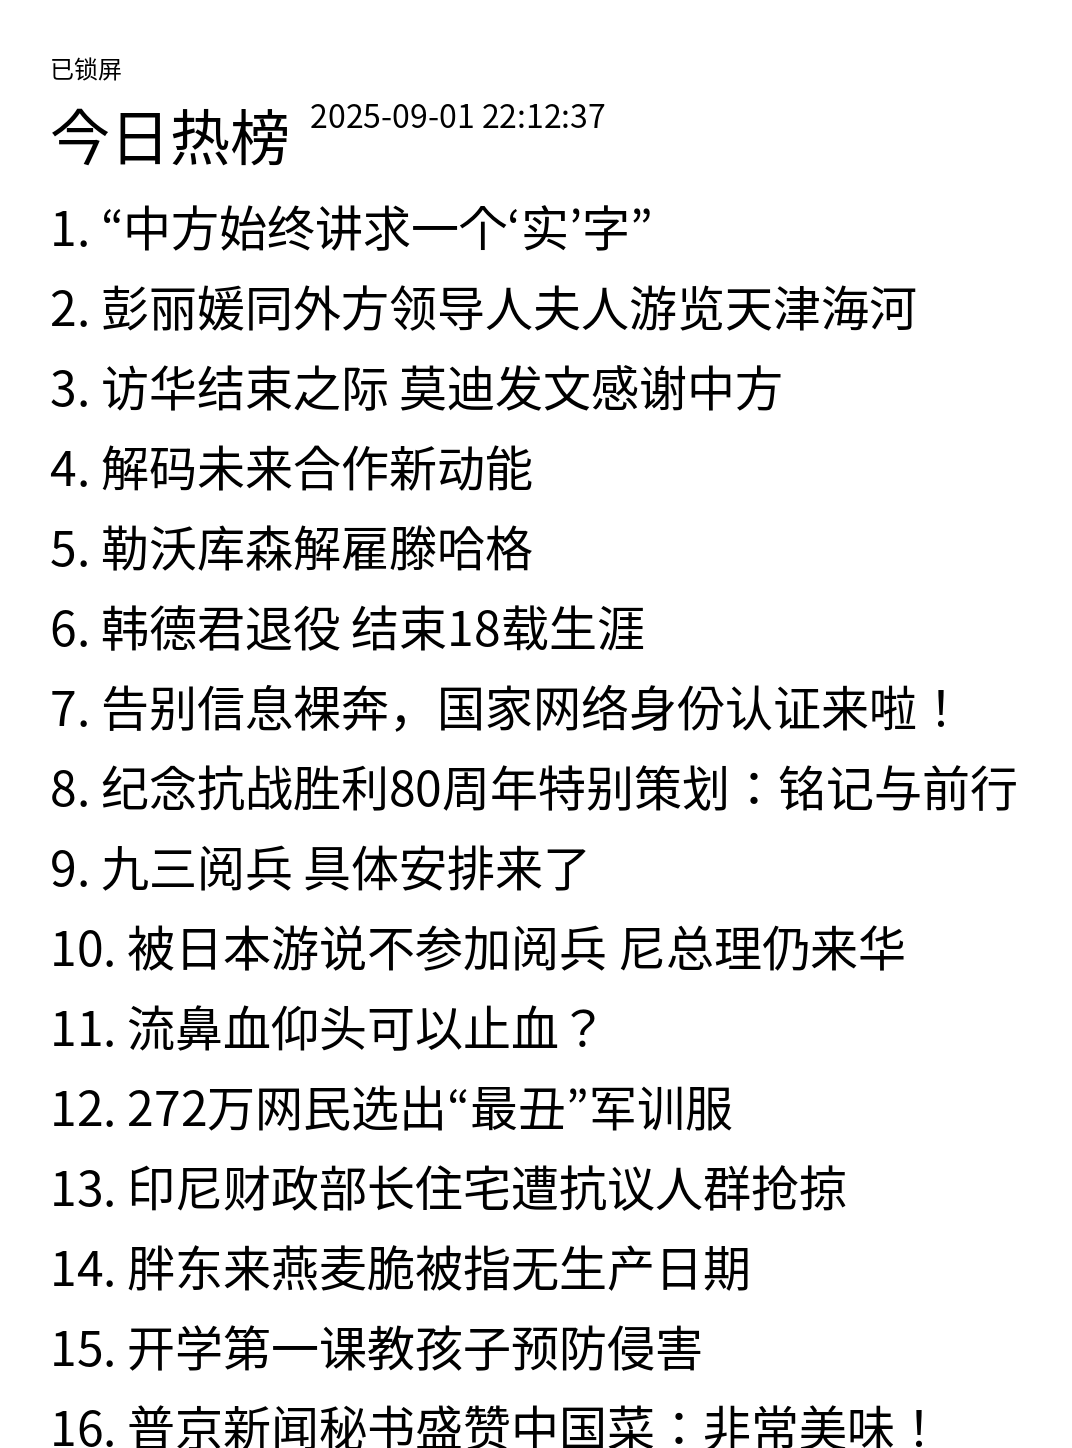 已锁屏
今日热榜 2025-09-01 22:12:37
1. “中方始终讲求一个‘实’字”
2. 彭丽媛同外方领导人夫人游览天津海河
3. 访华结束之际 莫迪发文感谢中方
4. 解码未来合作新动能
5. 勒沃库森解雇滕哈格
6. 韩德君退役 结束18载生涯
7. 告别信息裸奔，国家网络身份认证来啦！
8. 纪念抗战胜利80周年特别策划：铭记与前行
9. 九三阅兵 具体安排来了
10. 被日本游说不参加阅兵 尼总理仍来华
11. 流鼻血仰头可以止血？
12. 272万网民选出“最丑”军训服
13. 印尼财政部长住宅遭抗议人群抢掠
14. 胖东来燕麦脆被指无生产日期
15. 开学第一课教孩子预防侵害
16. 普京新闻秘书盛赞中国菜：非常美味！